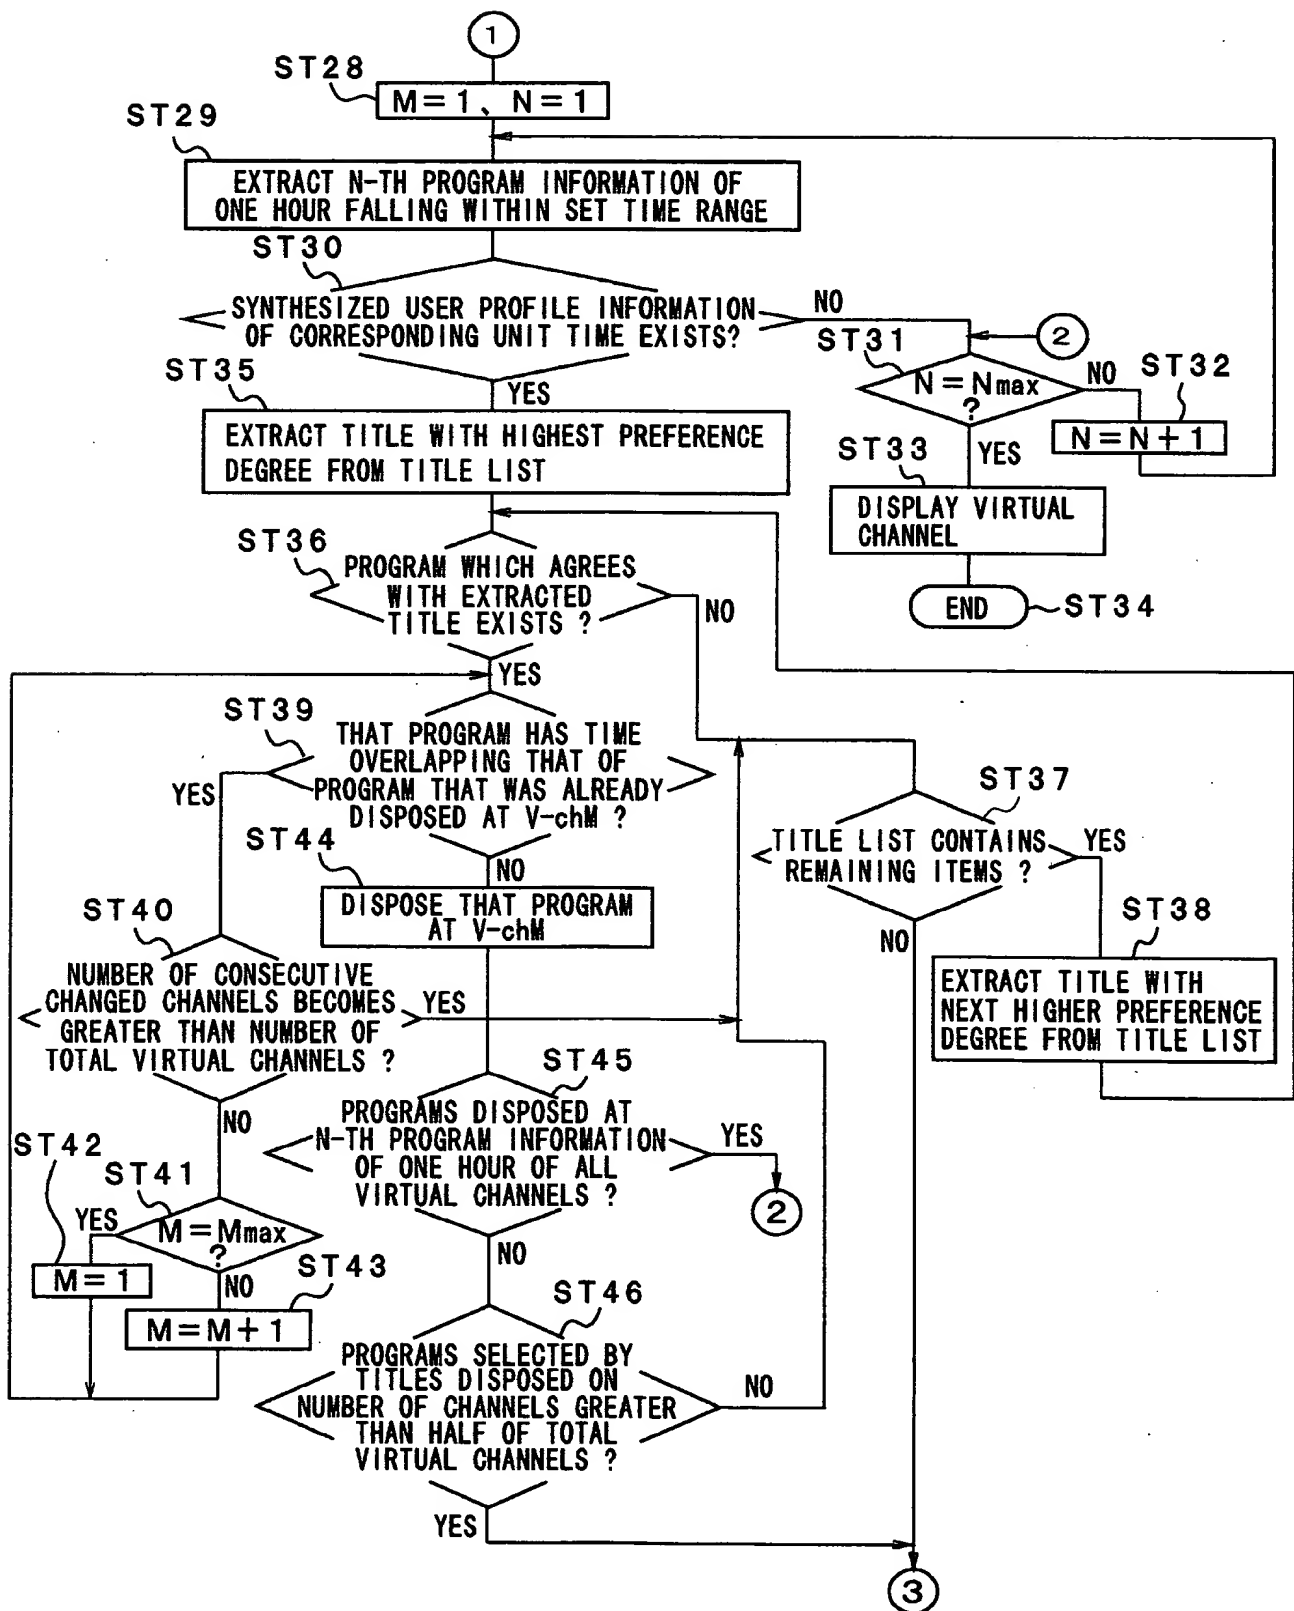 1
ST28
M=1、N=1
ST29
EXTRACT N-TH PROGRAM INFORMATION OF
ONE HOUR FALLING WITHIN SET TIME RANGE
ST30
SYNTHESIZED USER PROFILE INFORMATION
OF CORRESPONDING UNIT TIME EXISTS?
NO
YES
2
ST31
N=Nmax
?
NO
YES
ST32
N=N+1
ST33
DISPLAY VIRTUAL
CHANNEL
END
ST34
ST35
EXTRACT TITLE WITH HIGHEST PREFERENCE
DEGREE FROM TITLE LIST
ST36
PROGRAM WHICH AGREES
WITH EXTRACTED
TITLE EXISTS ?
NO
YES
ST39
THAT PROGRAM HAS TIME
OVERLAPPING THAT OF
PROGRAM THAT WAS ALREADY
DISPOSED AT V-chM ?
YES
NO
ST37
TITLE LIST CONTAINS
REMAINING ITEMS ?
YES
NO
ST38
EXTRACT TITLE WITH
NEXT HIGHER PREFERENCE
DEGREE FROM TITLE LIST
ST44
DISPOSE THAT PROGRAM
AT V-chM
ST40
NUMBER OF CONSECUTIVE
CHANGED CHANNELS BECOMES
GREATER THAN NUMBER OF
TOTAL VIRTUAL CHANNELS ?
YES
NO
ST41
M=Mmax
?
YES
NO
ST42
M=1
ST43
M=M+1
ST45
PROGRAMS DISPOSED AT
N-TH PROGRAM INFORMATION
OF ONE HOUR OF ALL
VIRTUAL CHANNELS ?
YES
2
NO
ST46
PROGRAMS SELECTED BY
TITLES DISPOSED ON
NUMBER OF CHANNELS GREATER
THAN HALF OF TOTAL
VIRTUAL CHANNELS ?
NO
YES
3